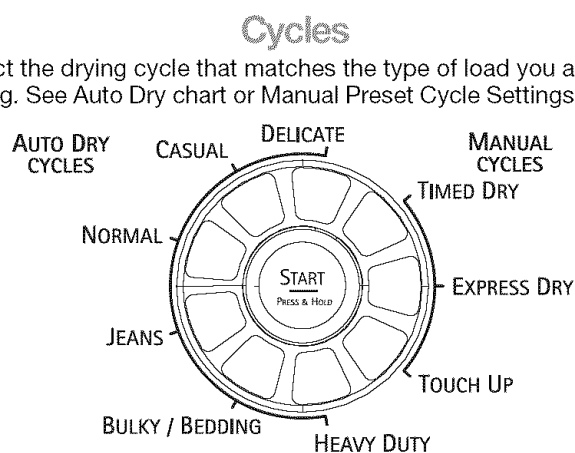 Cycles
ct the drying cycle that matches the type of load you a
g. See Auto Dry chart or Manual Preset Cycle Settings
AUTO DRY
CYCLES
CASUAL
DELICATE
MANUAL
CYCLES
TIMED DRY
NORMAL
START
PRESS & HOLD
EXPRESS DRY
JEANS
TOUCH UP
BULKY / BEDDING
HEAVY DUTY